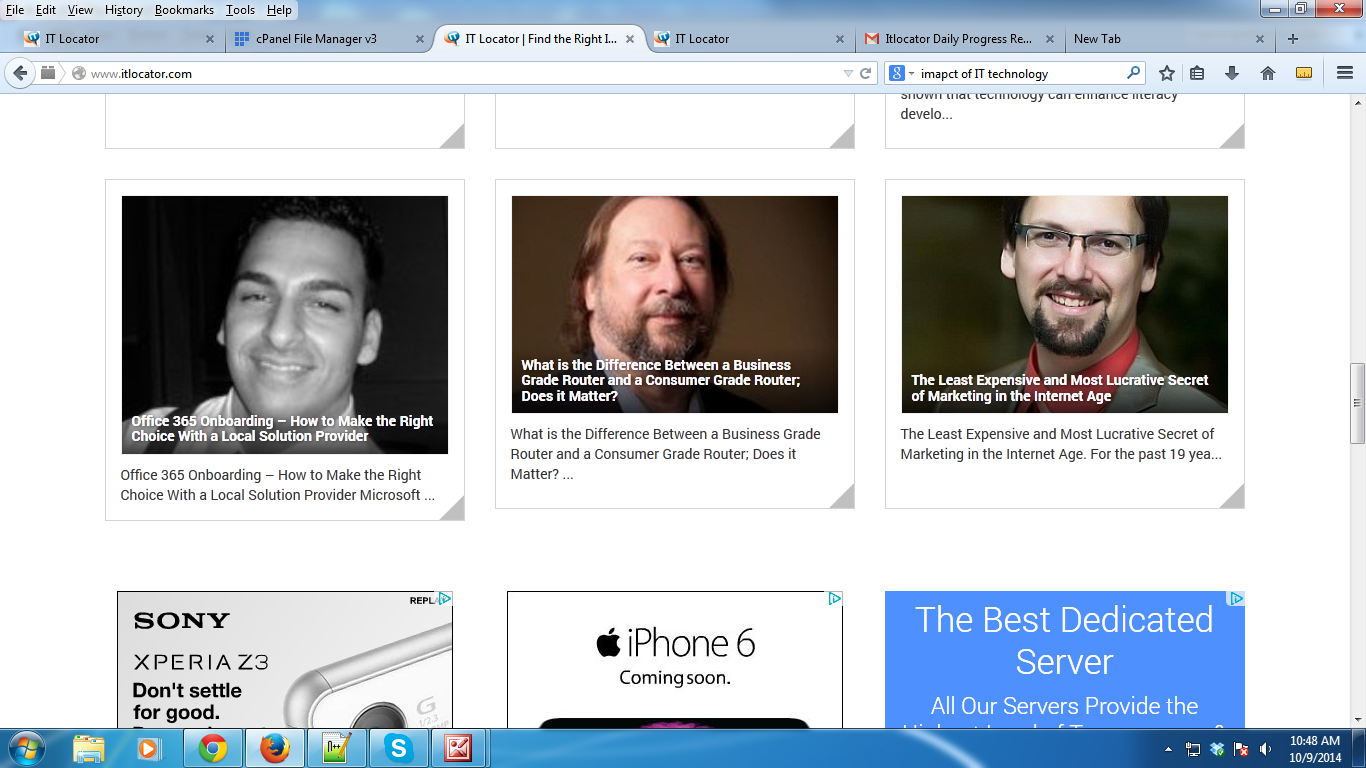 File Edit View History Bookmarks Tools Help
IT Locator
cPanel File Manager v3
IT Locator | Find the Right I...
IT Locator
Itlocator Daily Progress Re...
New Tab
www.itlocator.com
imapct of IT technology
shown that technology can enhance literacy
develo...
Office 365 Onboarding – How to Make the Right
Choice With a Local Solution Provider
Office 365 Onboarding – How to Make the Right
Choice With a Local Solution Provider Microsoft ...
What is the Difference Between a Business
Grade Router and a Consumer Grade Router;
Does it Matter?
What is the Difference Between a Business Grade
Router and a Consumer Grade Router; Does it
Matter? ...
The Least Expensive and Most Lucrative Secret
of Marketing in the Internet Age
The Least Expensive and Most Lucrative Secret of
Marketing in the Internet Age. For the past 19 yea...
SONY
XPERIA Z3
Don't settle
for good.
G
iPhone 6
Coming soon.
The Best Dedicated
Server
All Our Servers Provide the
10:48 AM
10/9/2014